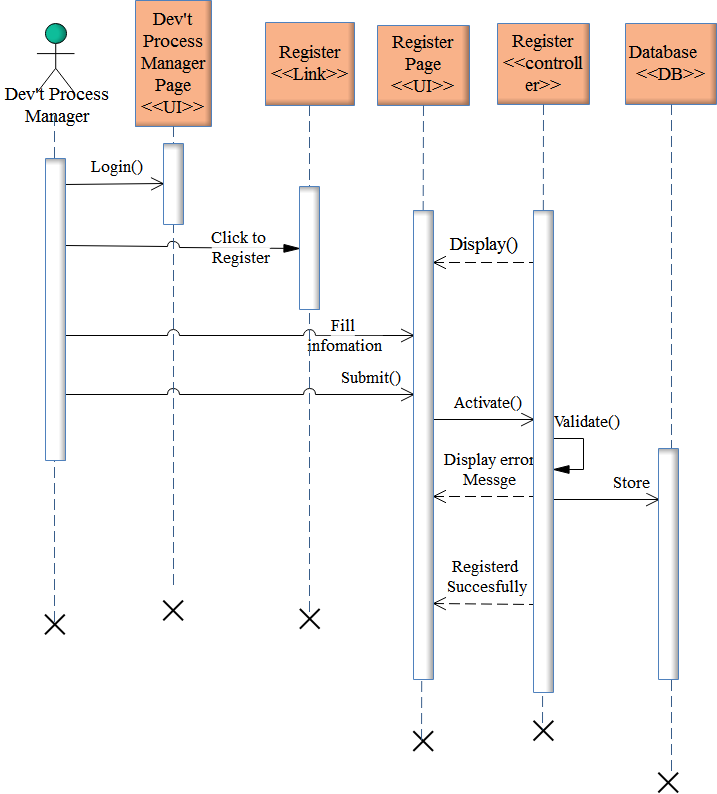 Dev't Process
Manager
Dev't
Process
Manager
Page
<<UI>>
Register
<<Link>>
Register
Page
<<UI>>
Register
<<controll
er>>
Database
<<DB>>
Login()
Click to
Register
Display()
Fill
infomation
Submit()
Activate()
Validate()
Display error
Messge
Store
Registerd
Succesfully